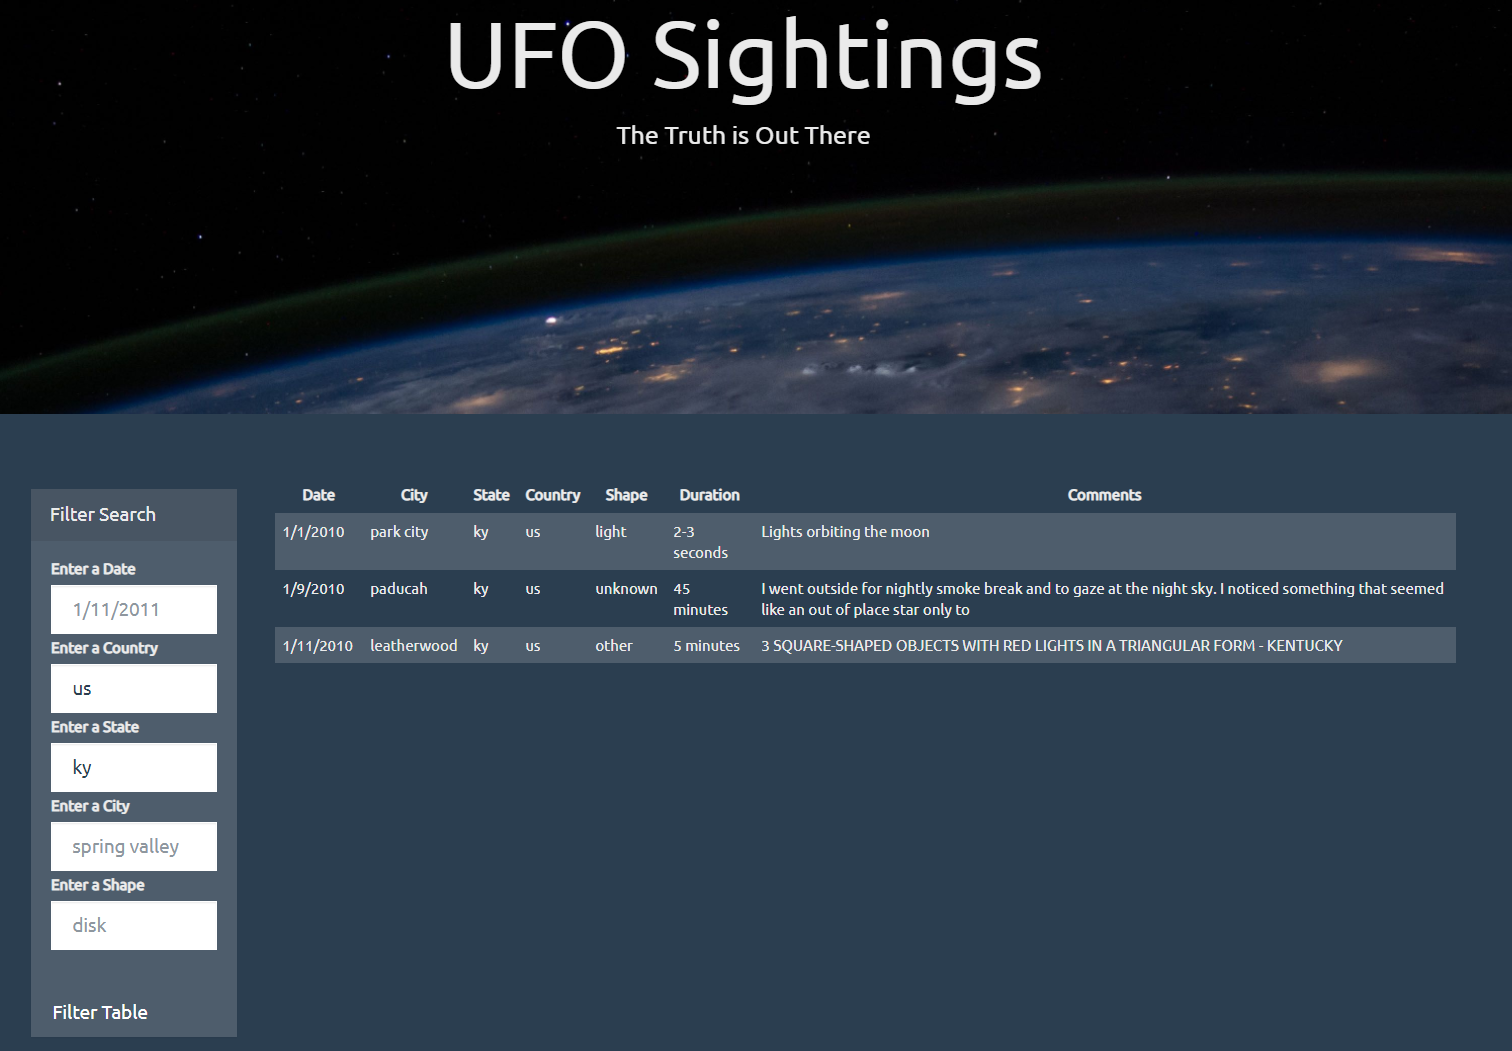 UFO Sightings
The Truth is Out There
Filter Search
Enter a Date
1/11/2011
Enter a Country
us
Enter a State
ky
Enter a City
spring valley
Enter a Shape
disk
Filter Table
Date City State Country Shape Duration Comments
1/1/2010 park city ky us light 2-3 Lights orbiting the moon
seconds
1/9/2010 paducah ky us unknown 45 I went outside for nightly smoke break and to gaze at the night sky. I noticed something that seemed
minutes like an out of place star only to
1/11/2010 leatherwood ky us other 5 minutes 3 SQUARE-SHAPED OBJECTS WITH RED LIGHTS IN A TRIANGULAR FORM - KENTUCKY